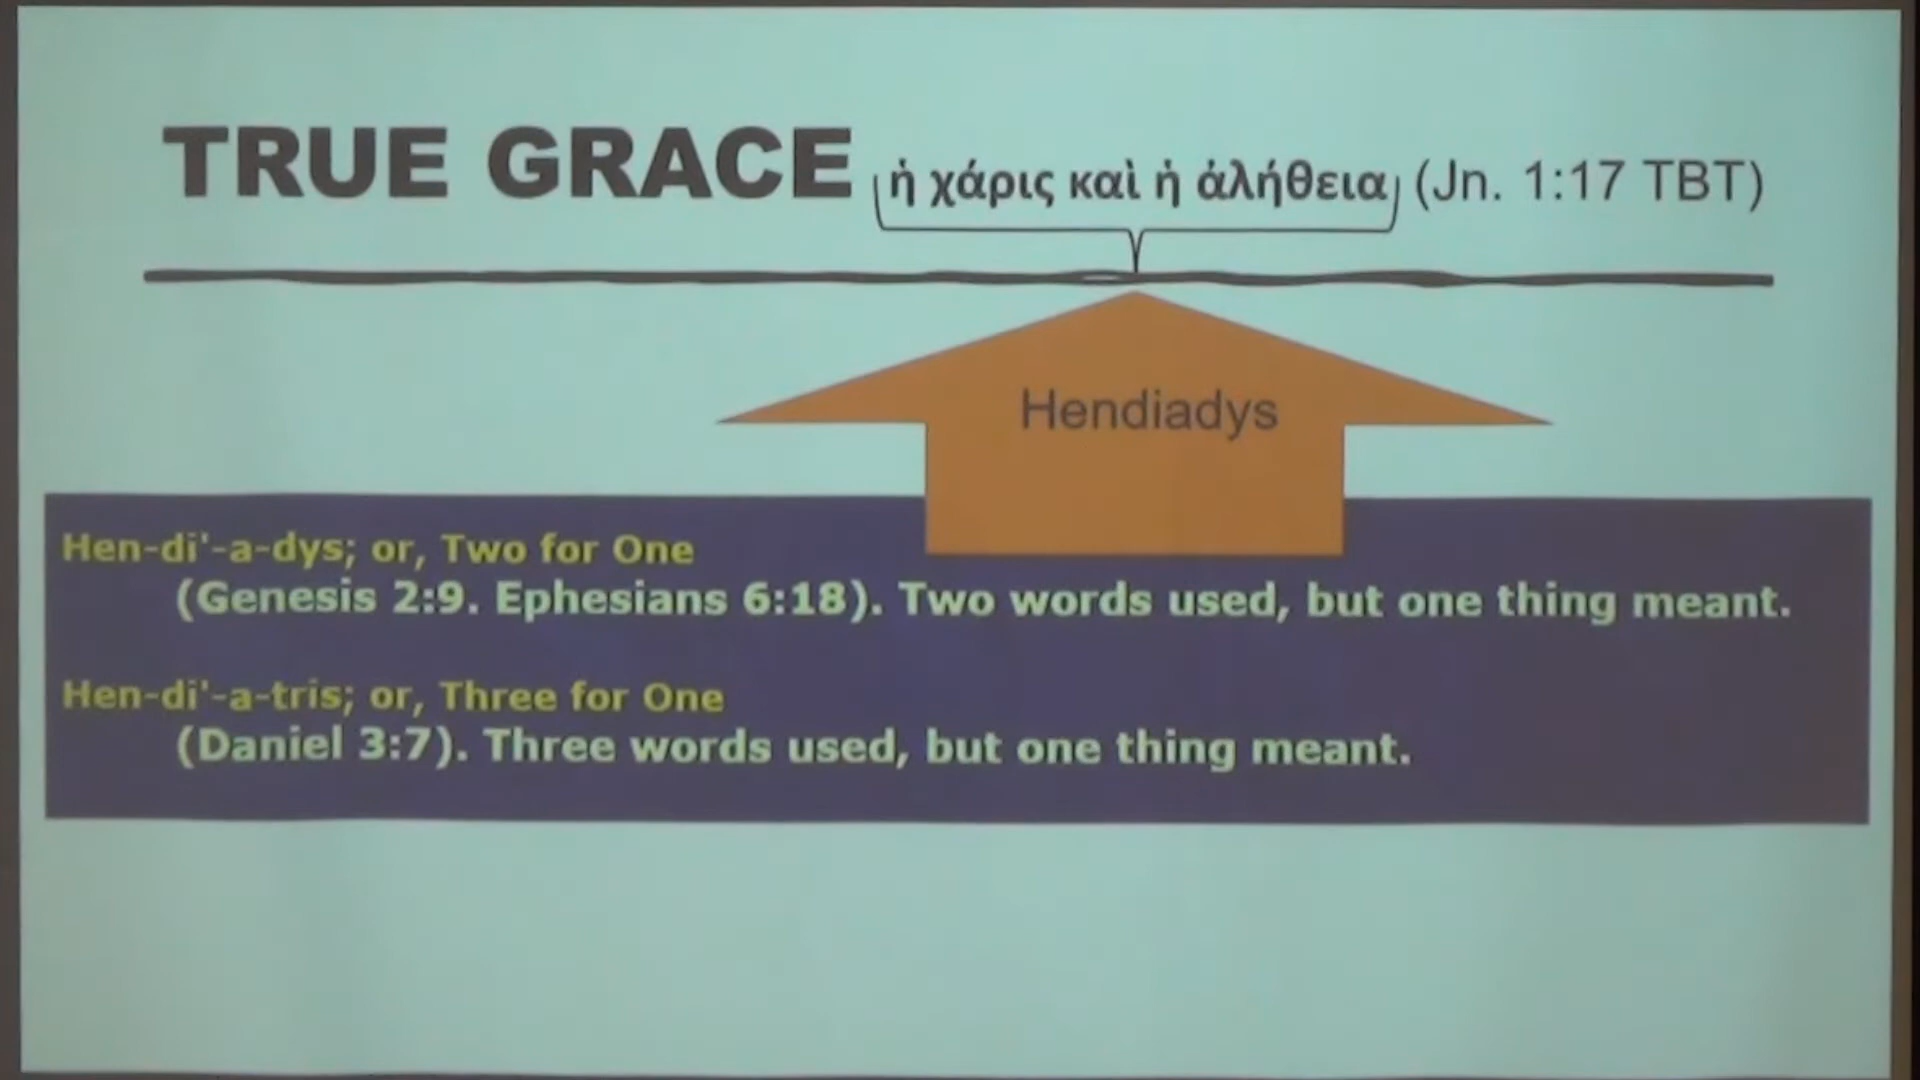 TRUE GRACE ἡ χάρις καὶ ἡ ἀλήθεια (Jn. 1:17 TBT)
Hendiadys
Hen-di'-a-dys; or, Two for One
(Genesis 2:9. Ephesians 6:18). Two words used, but one thing meant.
Hen-di'-a-tris; or, Three for One
(Daniel 3:7). Three words used, but one thing meant.